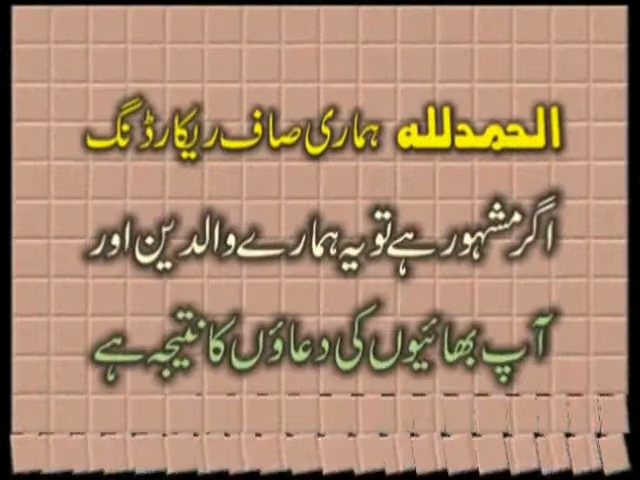 الحمدلله ہماری صاف ریکارڈنگ
اگر مشہور ہے تو یہ ہمارے والدین اور
آپ بھائیوں کی دعاؤں کا نتیجہ ہے